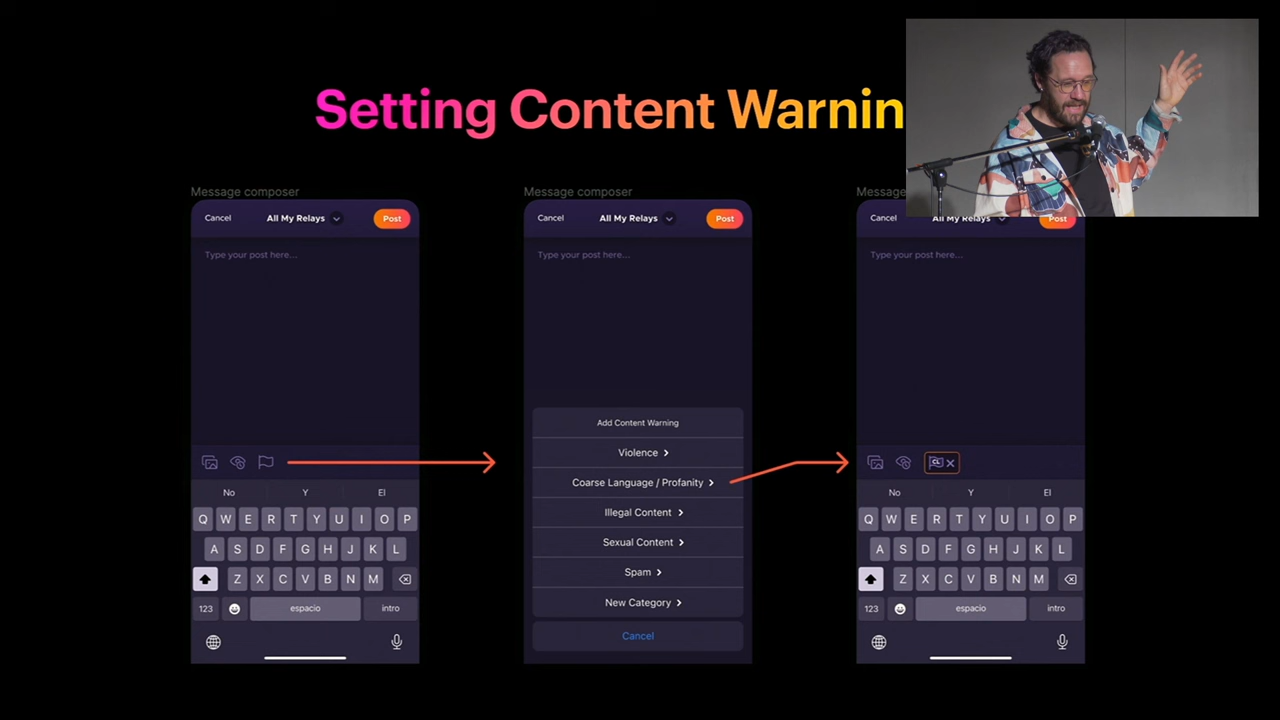 Setting Content Warnin
Message composer
Cancel
All My Relays
Post
Type your post here...
No
Y
El
Q W E R T Y U I O P
A S D F G H J K L
Z X C V B N M
123
espacio
intro
Message composer
Cancel
All My Relays
Post
Type your post here...
Add Content Warning
Violence
Coarse Language / Profanity
Illegal Content
Sexual Content
Spam
New Category
Cancel
Messa
Cancel
All My Relays
Post
Type your post here...
CL
No
Y
El
Q W E R T Y U I O P
A S D F G H J K L
Z X C V B N M
123
espacio
intro